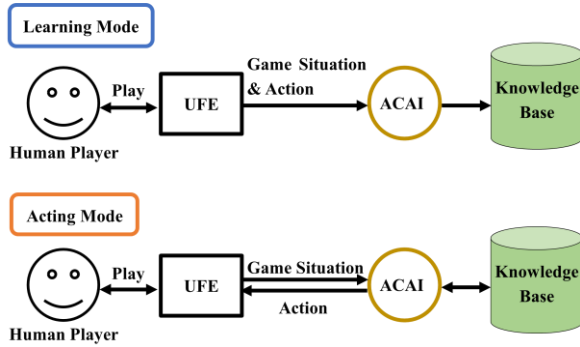 Learning Mode
Game Situation
& Action
Play
UFE
ACAI
Knowledge
Base
Human Player
Acting Mode
Play
UFE
Game Situation
Action
ACAI
Knowledge
Base
Human Player